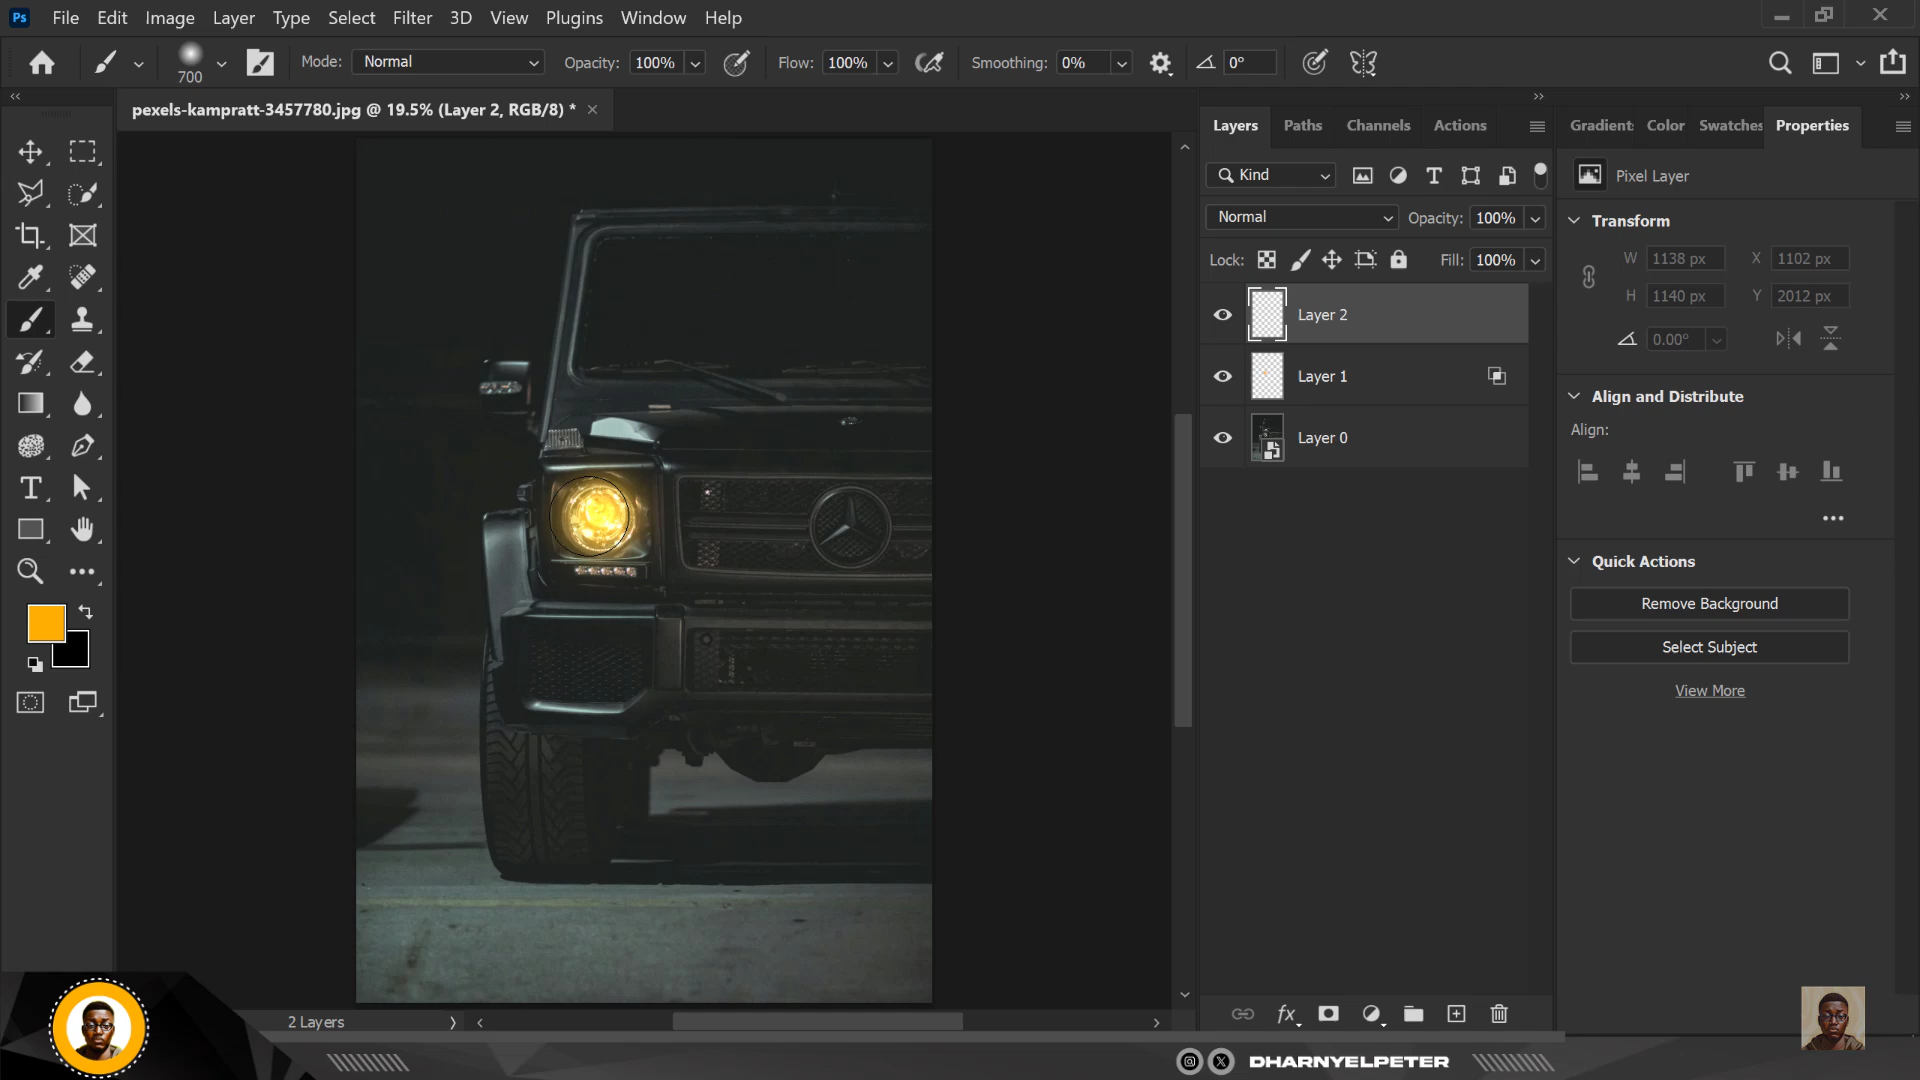 Ps File Edit Image Layer Type Select Filter 3D View Plugins Window Help
700 Mode: Normal Opacity: 100% Flow: 100% Smoothing: 0% 0°
pexels-kampratt-3457780.jpg @ 19.5% (Layer 2, RGB/8) *
Layers Paths Channels Actions
Gradient Color Swatches Properties
Kind
Pixel Layer
Normal Opacity: 100%
Transform
Lock: Fill: 100%
W 1138 px X 1102 px
H 1140 px Y 2012 px
0.00°
Layer 2
Layer 1
Layer 0
Align and Distribute
Align:
Quick Actions
Remove Background
Select Subject
View More
2 Layers
DHARNYELPETER